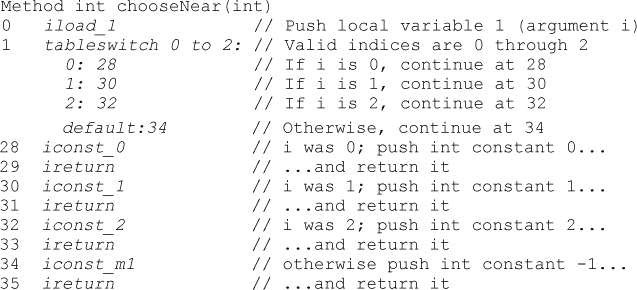 Method int chooseNear(int)
0 iload_1 // Push local variable 1 (argument i)
1 tableswitch 0 to 2: // Valid indices are 0 through 2
0: 28 // If i is 0, continue at 28
1: 30 // If i is 1, continue at 30
2: 32 // If i is 2, continue at 32
default:34 // Otherwise, continue at 34
28 iconst_0 // i was 0; push int constant 0...
29 ireturn // ...and return it
30 iconst_1 // i was 1; push int constant 1...
31 ireturn // ...and return it
32 iconst_2 // i was 2; push int constant 2...
33 ireturn // ...and return it
34 iconst_m1 // otherwise push int constant -1...
35 ireturn // ...and return it